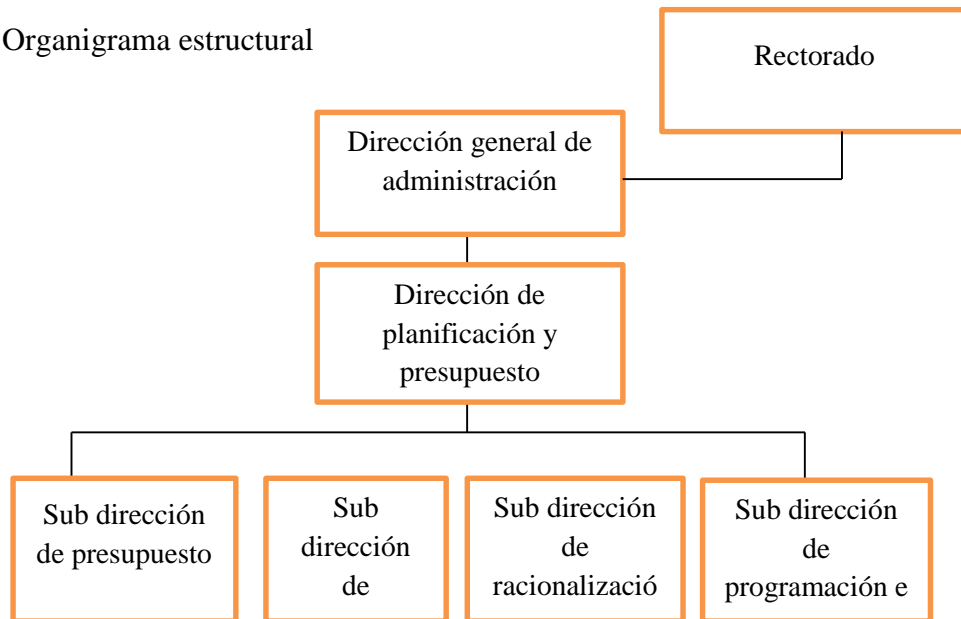 Organigrama estructural
Rectorado
Dirección general de
administración
Dirección de
planificación y
presupuesto
Sub dirección
de presupuesto
Sub
dirección
de
Sub dirección
de
racionalizació
Sub dirección
de
programación e